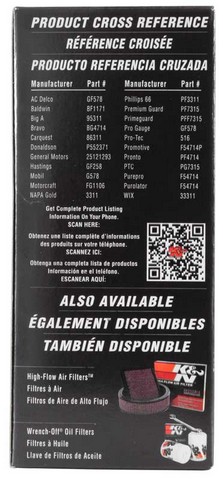 PRODUCT CROSS REFERENCE
RÉFÉRENCE CROISÉE
PRODUCTO REFERENCIA CRUZADA
Manufacturer Part # Manufacturer Part #
AC Delco GF578 Phillips 66 PF3311
Baldwin BF1171 Premium Guard PF7315
Big A 95311 Primeguard PFF7315
Bravo BG4714 Pro Gauge GF578
Carquest 86311 Pro-Tec 516
Donaldson P552371 Promotive F54714P
General Motors 25121293 Pronto PF4714
Hastings GF258 PTC PG7315
Mobil G578 Purepro F54714
Motorcraft FG1106 Purolator F54714
NAPA Gold 3311 WIX 33311
Get Complete Product Listing
Information On Your Phone.
SCAN HERE:
Obtenez une liste complète d'informations
des produits sur votre téléphone.
SCANNEZ ICI:
Obtenga una completa lista de productos
Información en el teléfono.
ESCANEAR AQUÍ:
ALSO AVAILABLE
ÉGALEMENT DISPONIBLES
TAMBIÉN DISPONIBLE
High-Flow Air Filters™
Filtres à Air
Filtros de Aire de Alto Flujo
K&N
Wrench-Off® Oil Filters
Filtres à Huile
Llave de Filtros de Aceite
K&N